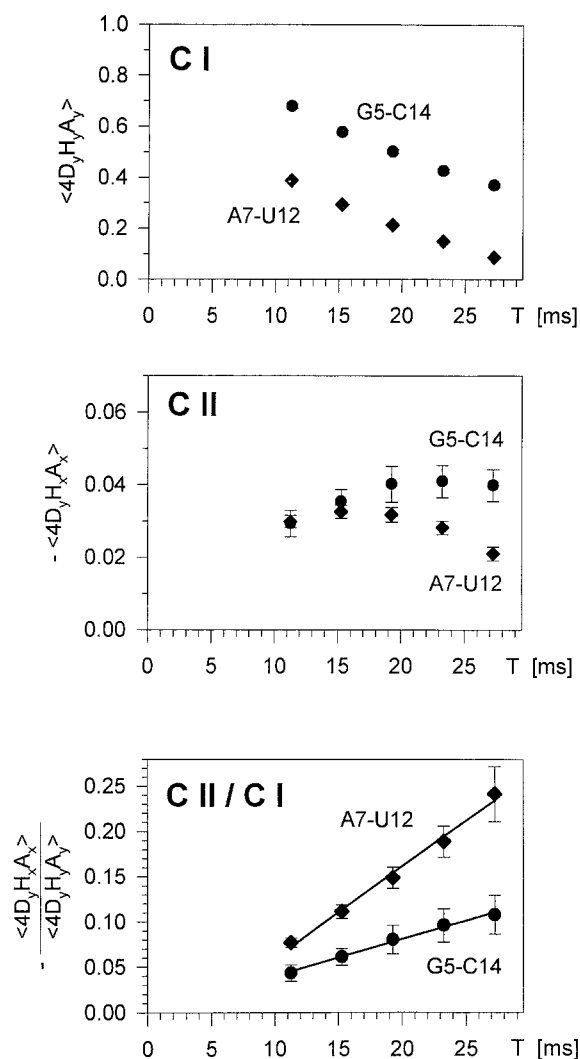 C I
<4DyHyAy>
1.0
0.8
0.6
0.4
0.2
0.0
G5-C14
A7-U12
0 5 10 15 20 25 T [ms]
C II
- <4DyHxAx>
0.06
0.04
0.02
0.00
G5-C14
A7-U12
0 5 10 15 20 25 T [ms]
C II / C I
- <4DyHxAx>
<4DyHyAy>
0.25
0.20
0.15
0.10
0.05
0.00
A7-U12
G5-C14
0 5 10 15 20 25 T [ms]